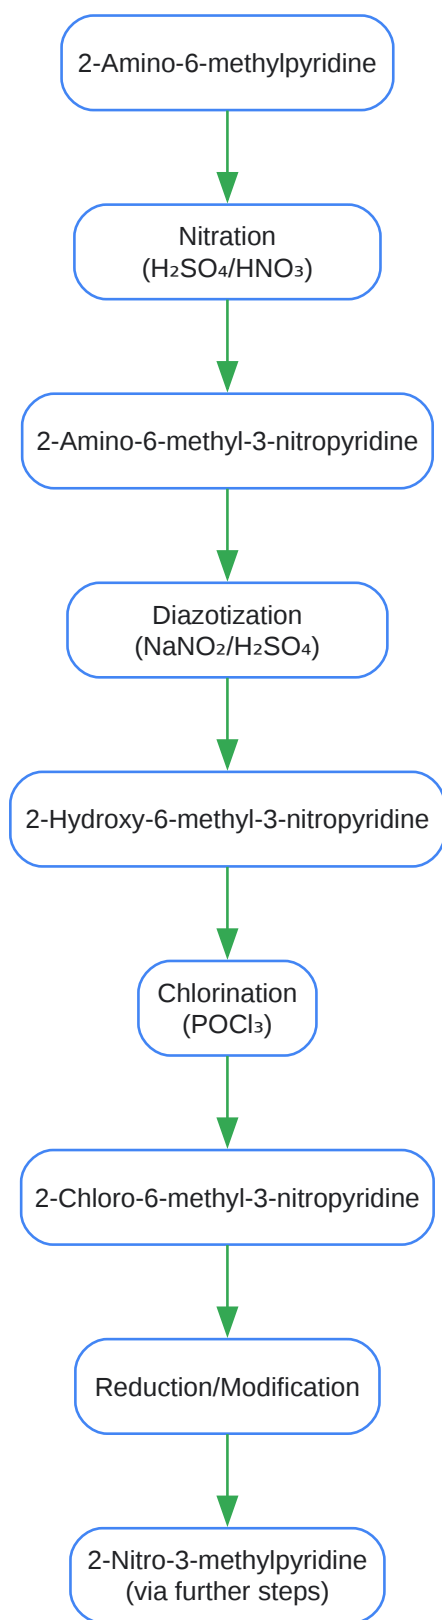 2-Amino-6-methylpyridine
Nitration
(H₂SO₄/HNO₃)
2-Amino-6-methyl-3-nitropyridine
Diazotization
(NaNO₂/H₂SO₄)
2-Hydroxy-6-methyl-3-nitropyridine
Chlorination
(POCl₃)
2-Chloro-6-methyl-3-nitropyridine
Reduction/Modification
2-Nitro-3-methylpyridine
(via further steps)